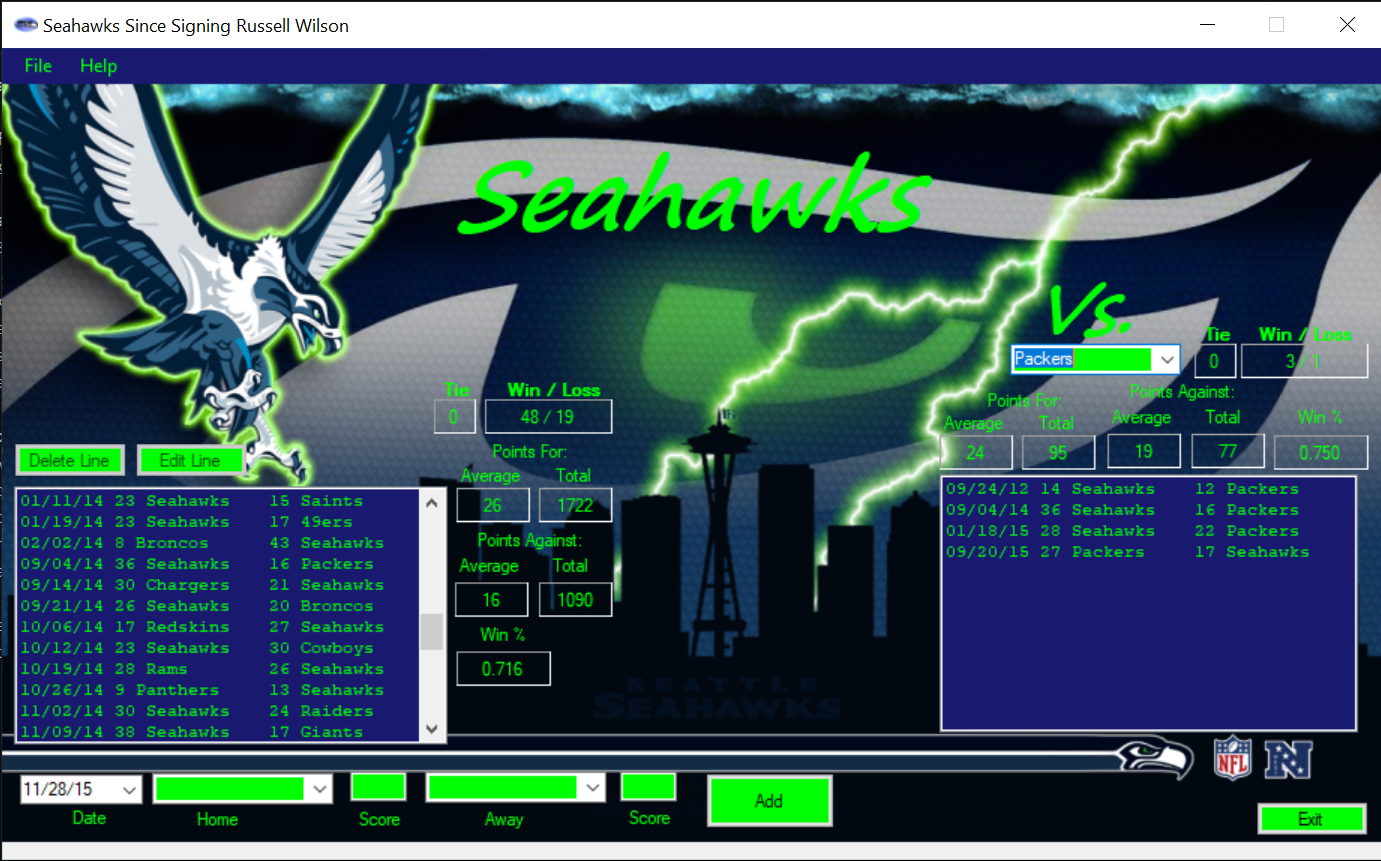 Seahawks Since Signing Russell Wilson
File Help
Seahawks
Vs.
Tie Win / Loss
Packers 0 3 / 1
Points For: Points Against:
Average Total Average Total Win %
24 95 19 77 0.750
09/24/12 14 Seahawks 12 Packers
09/04/14 36 Seahawks 16 Packers
01/18/15 28 Seahawks 22 Packers
09/20/15 27 Packers 17 Seahawks
Tie Win / Loss
0 48 / 19
Points For:
Average Total
26 1722
Points Against:
Average Total
16 1090
Win %
0.716
Delete Line Edit Line
01/11/14 23 Seahawks 15 Saints
01/19/14 23 Seahawks 17 49ers
02/02/14 8 Broncos 43 Seahawks
09/04/14 36 Seahawks 16 Packers
09/14/14 30 Chargers 21 Seahawks
09/21/14 26 Seahawks 20 Broncos
10/06/14 17 Redskins 27 Seahawks
10/12/14 23 Seahawks 30 Cowboys
10/19/14 28 Rams 26 Seahawks
10/26/14 9 Panthers 13 Seahawks
11/02/14 30 Seahawks 24 Raiders
11/09/14 38 Seahawks 17 Giants
SEATTLE
SEAHAWKS
NFL N
11/28/15
Date Home Score Away Score
Add
Exit